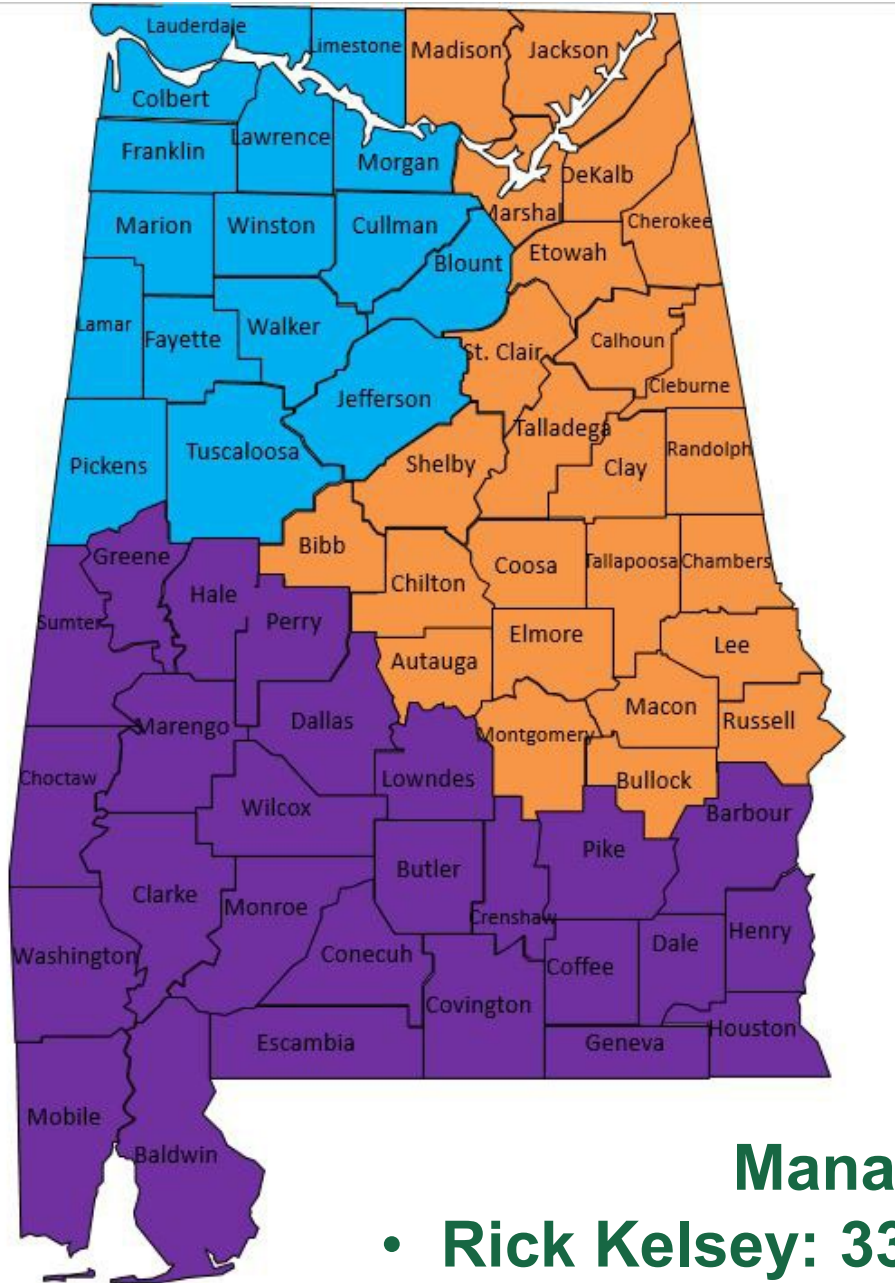 Lauderdale
Limestone
Madison
Jackson
Colbert
Lawrence
Franklin
Morgan
DeKalb
Marshal
Cherokee
Marion
Winston
Cullman
Etowah
Blount
Lamar
Fayette
Walker
Calhoun
St. Clair
Cleburne
Jefferson
Talladega
Randolph
Pickens
Tuscaloosa
Shelby
Clay
Bibb
Greene
Coosa
Tallapoosa
Chambers
Chilton
Hale
Sumter
Perry
Elmore
Lee
Autauga
Macon
Dallas
Russell
Marengo
Montgomery
Choctaw
Lowndes
Bullock
Wilcox
Barbour
Pike
Butler
Clarke
Monroe
Crenshaw
Henry
Dale
Washington
Conecuh
Coffee
Covington
Houston
Escambia
Geneva
Mobile
Baldwin
Mana
• Rick Kelsey: 33